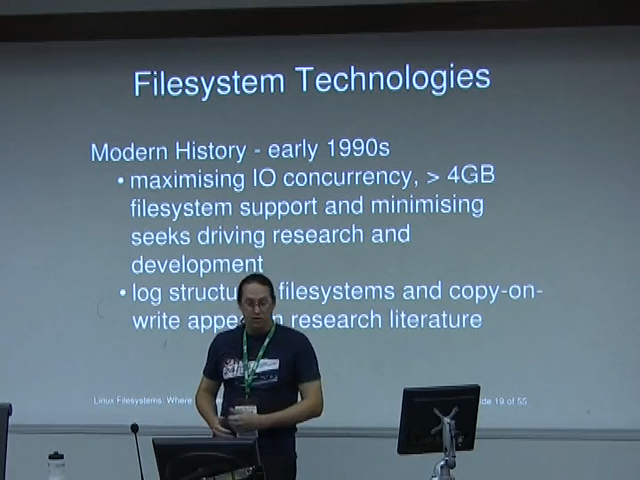 Filesystem Technologies
Modern History - early 1990s
• maximising IO concurrency, > 4GB
filesystem support and minimising
seeks driving research and
development
• log filesystems and copy-on-
write research literature
Linux Filesystems: Where 19 of 55